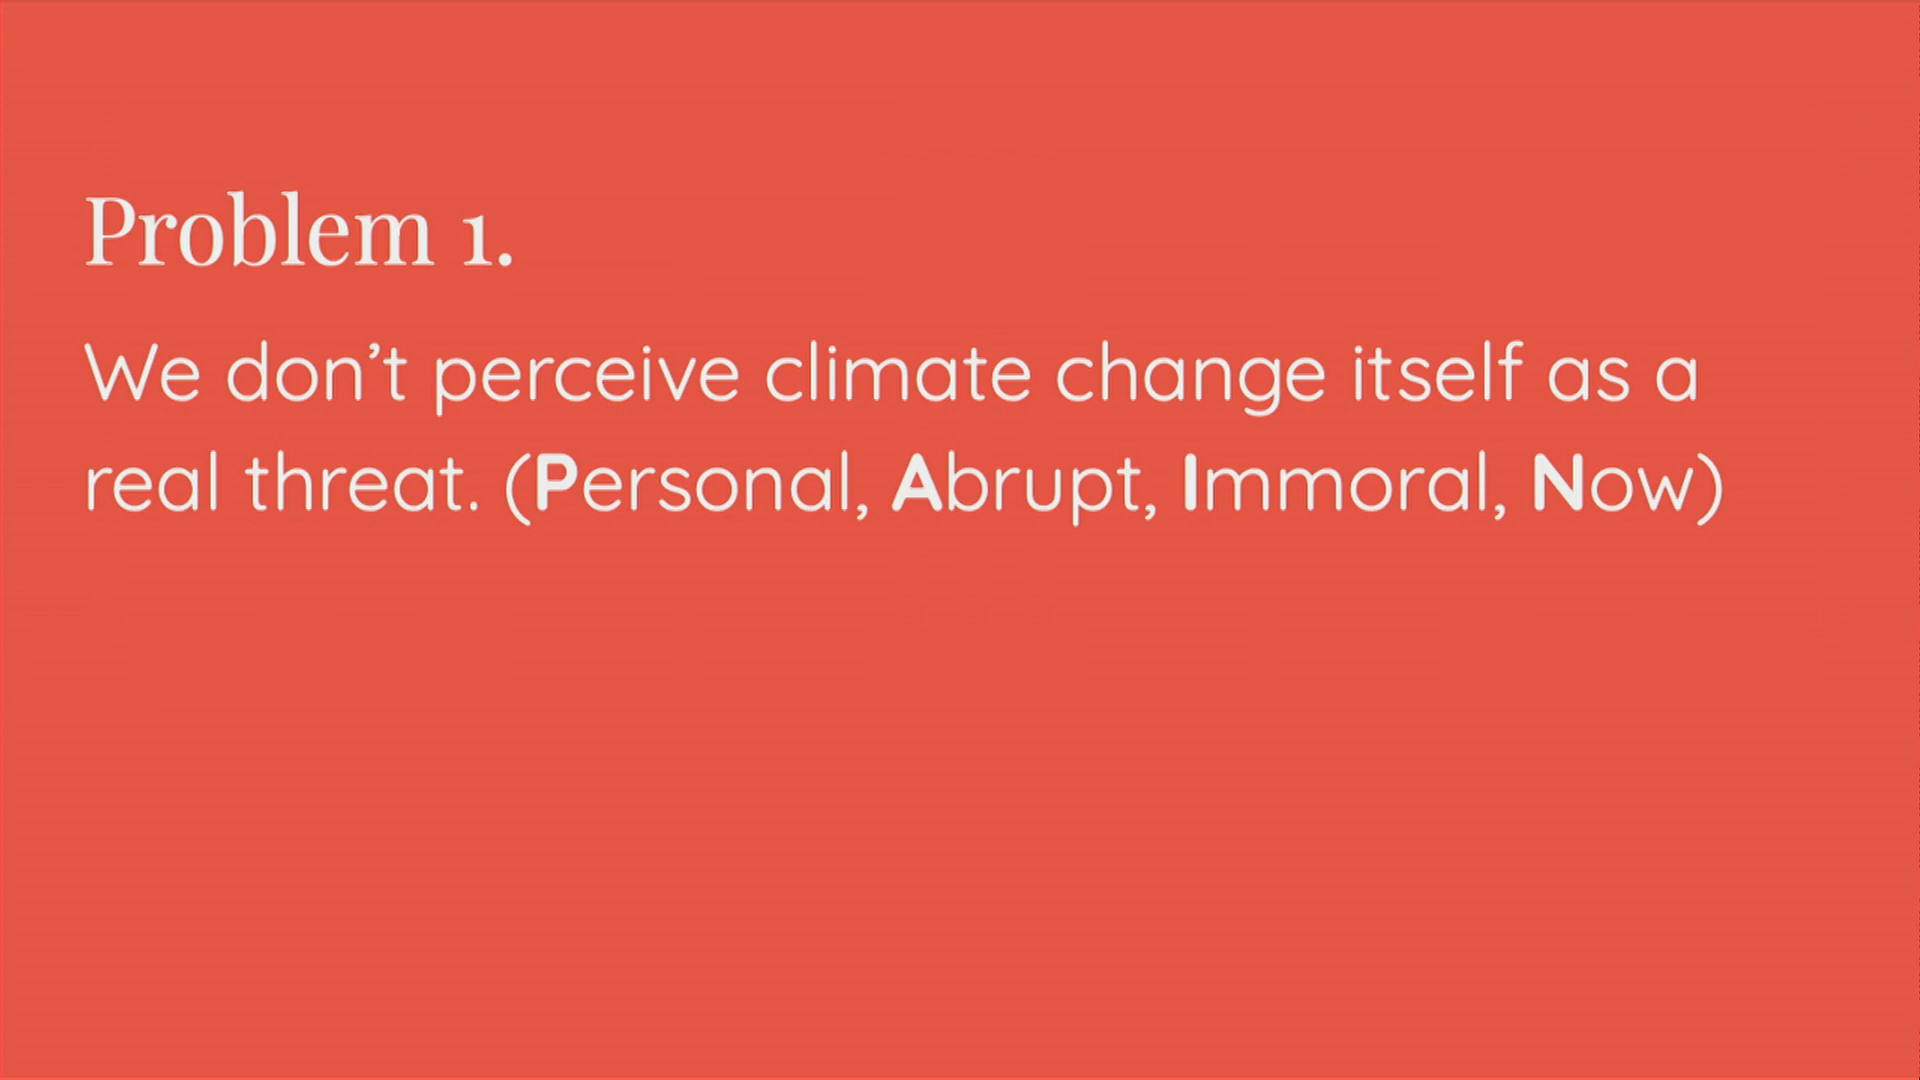 Problem 1.
We don’t perceive climate change itself as a
real threat. (Personal, Abrupt, Immoral, Now)